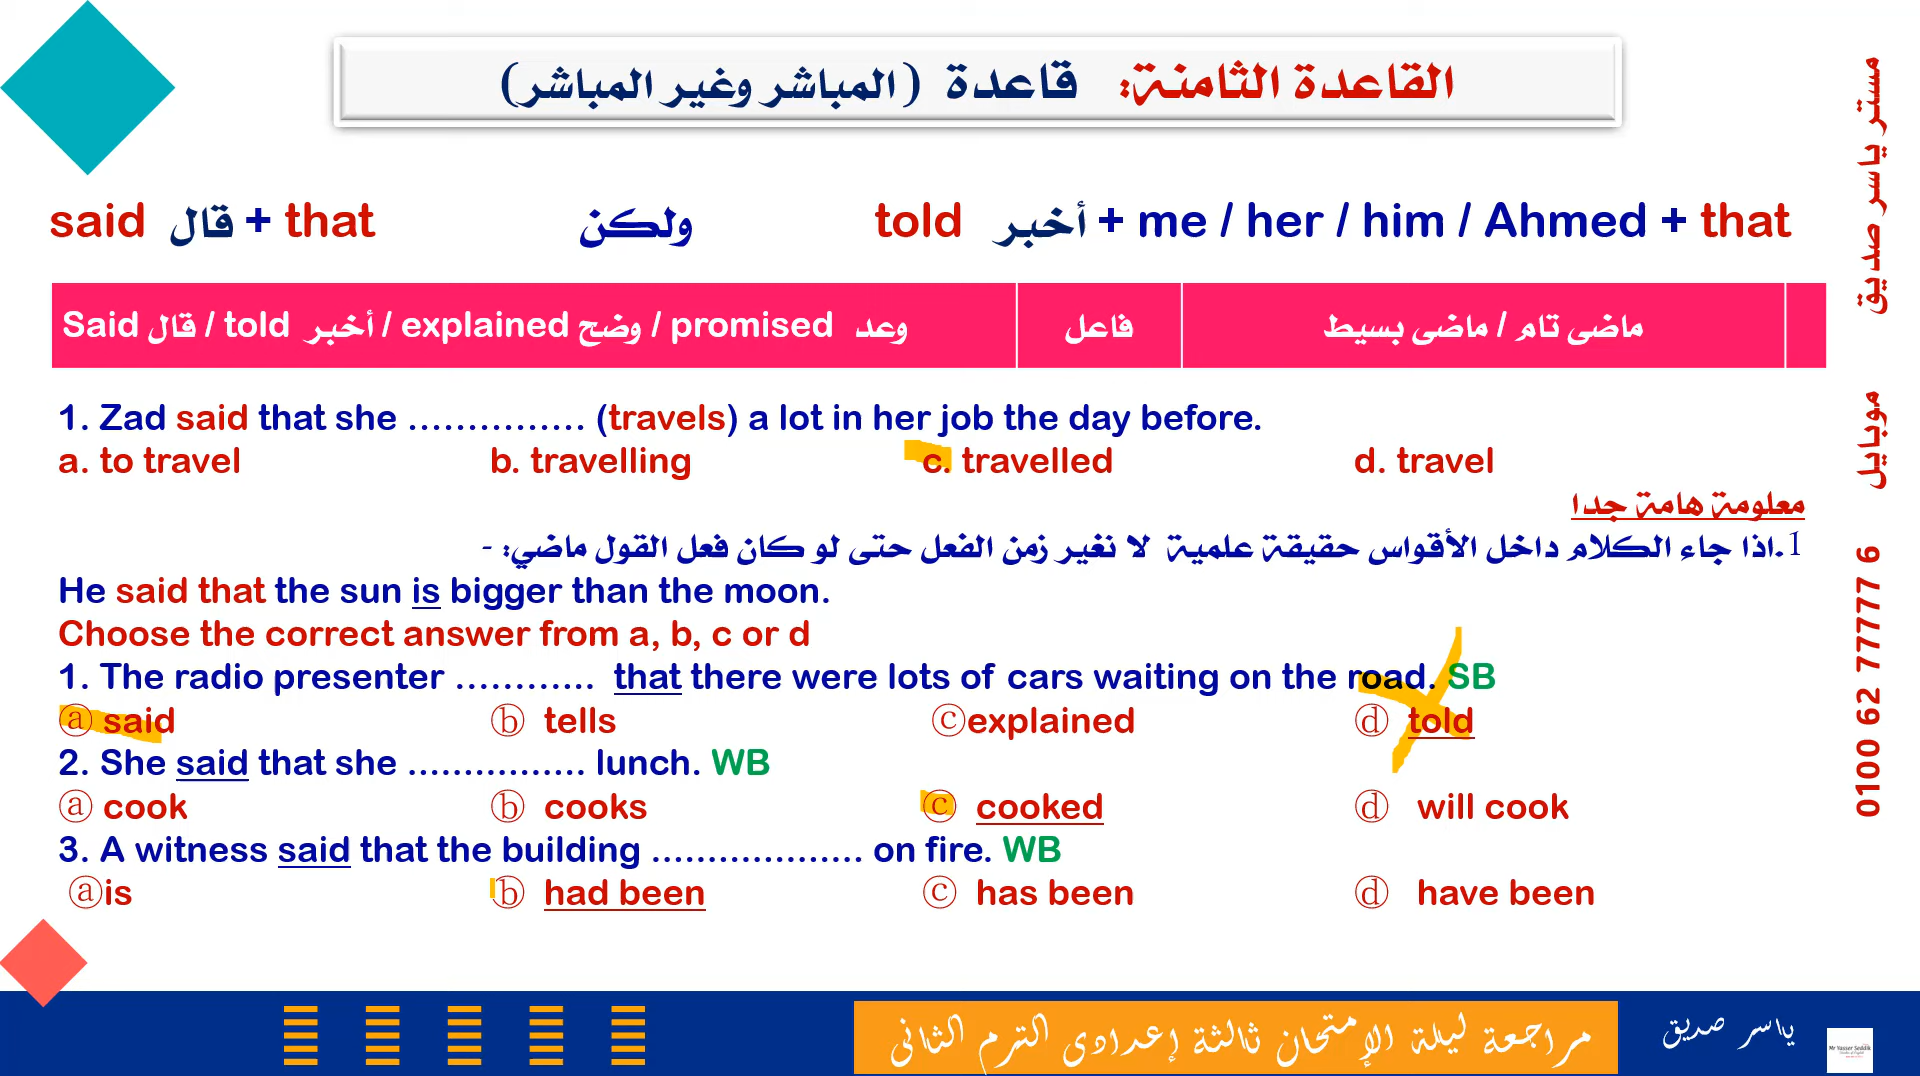 القاعدة الثامنة: قاعدة (المباشر وغير المباشر)
said قال + that ولكن told أخبر + me / her / him / Ahmed + that
Said قال / told أخبر / explained وضح / promised وعد فاعل ماضى تام / ماضى بسيط
1. Zad said that she …………… (travels) a lot in her job the day before.
a. to travel b. travelling c. travelled d. travel
معلومة هامة جدا
1.اذا جاء الكلام داخل الأقواس حقيقة علمية لا نغير زمن الفعل حتى لو كان فعل القول ماضي: -
He said that the sun is bigger than the moon.
Choose the correct answer from a, b, c or d
1. The radio presenter ………... that there were lots of cars waiting on the road. SB
ⓐ said ⓑ tells ⓒexplained ⓓ told
2. She said that she ................ lunch. WB
ⓐ cook ⓑ cooks ⓒ cooked ⓓ will cook
3. A witness said that the building ................... on fire. WB
ⓐis ⓑ had been ⓒ has been ⓓ have been
مراجعة ليلة الإمتحان ثالثة إعدادى الترم الثانى
ياسر صديق
Mr Yasser Seddik
مستر ياسر صديق موبايل 0100 62 77777 6